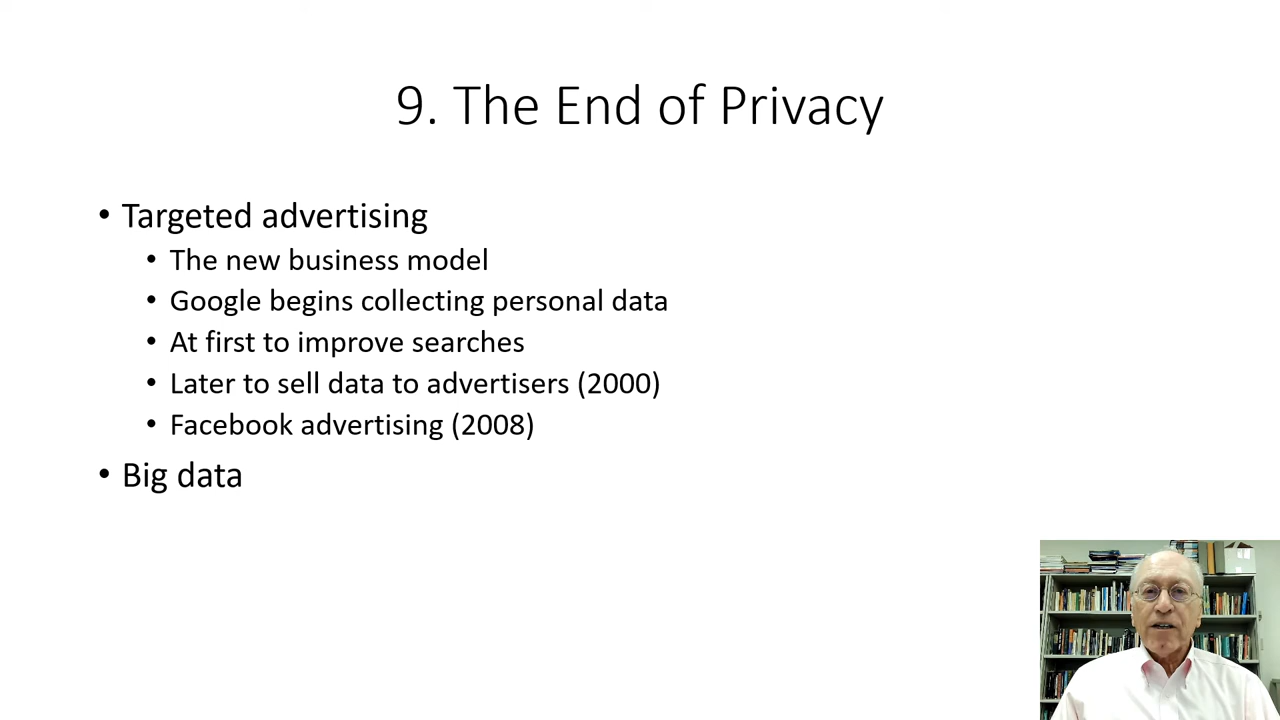 9. The End of Privacy
• Targeted advertising
• The new business model
• Google begins collecting personal data
• At first to improve searches
• Later to sell data to advertisers (2000)
• Facebook advertising (2008)
• Big data